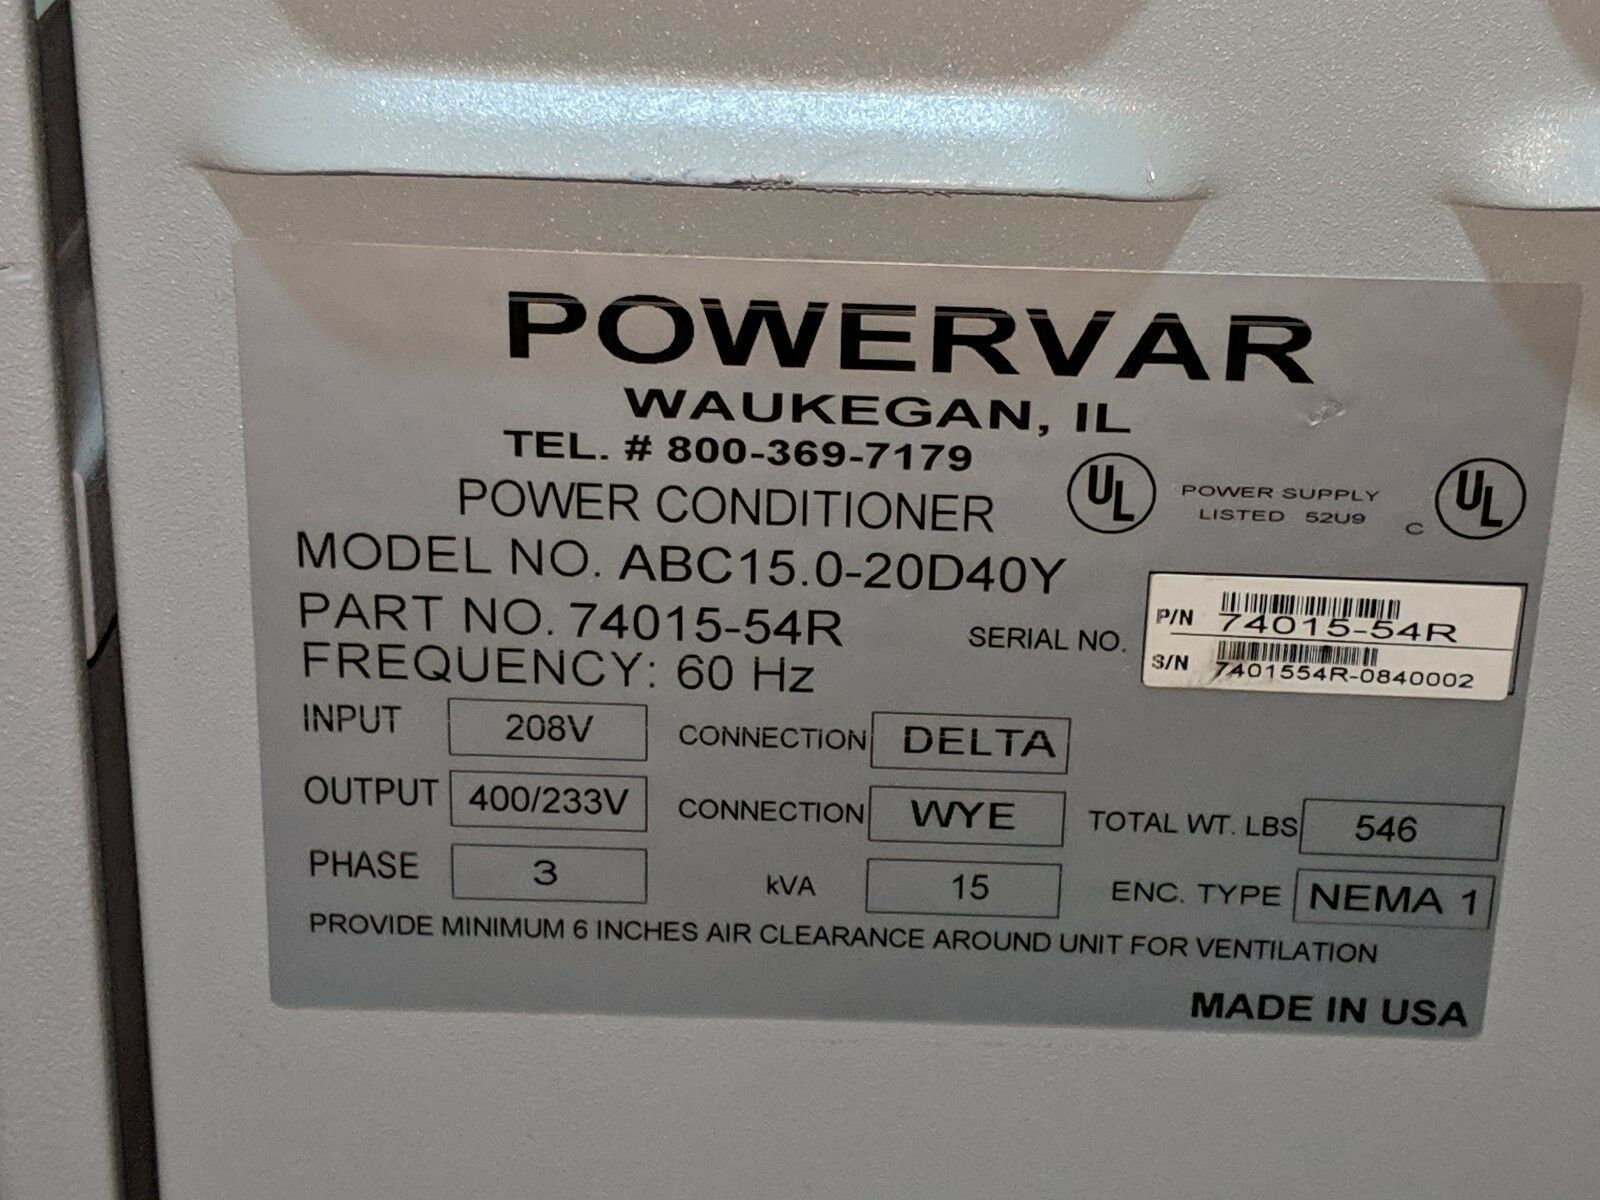 POWERVAR
WAUKEGAN, IL
TEL. # 800-369-7179
POWER CONDITIONER
UL
POWER SUPPLY
LISTED 52U9
C UL
MODEL NO. ABC15.0-20D40Y
PART NO. 74015-54R
SERIAL NO.
P/N 74015-54R
S/N 7401554R-0840002
FREQUENCY: 60 Hz
INPUT 208V CONNECTION DELTA
OUTPUT 400/233V CONNECTION WYE TOTAL WT. LBS 546
PHASE 3 kVA 15 ENC. TYPE NEMA 1
PROVIDE MINIMUM 6 INCHES AIR CLEARANCE AROUND UNIT FOR VENTILATION
MADE IN USA